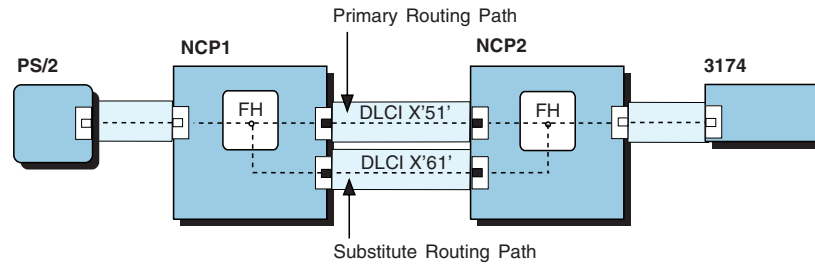 Primary Routing Path
NCP1
NCP2
PS/2
3174
FH
DLCI X'51'
FH
DLCI X'61'
Substitute Routing Path